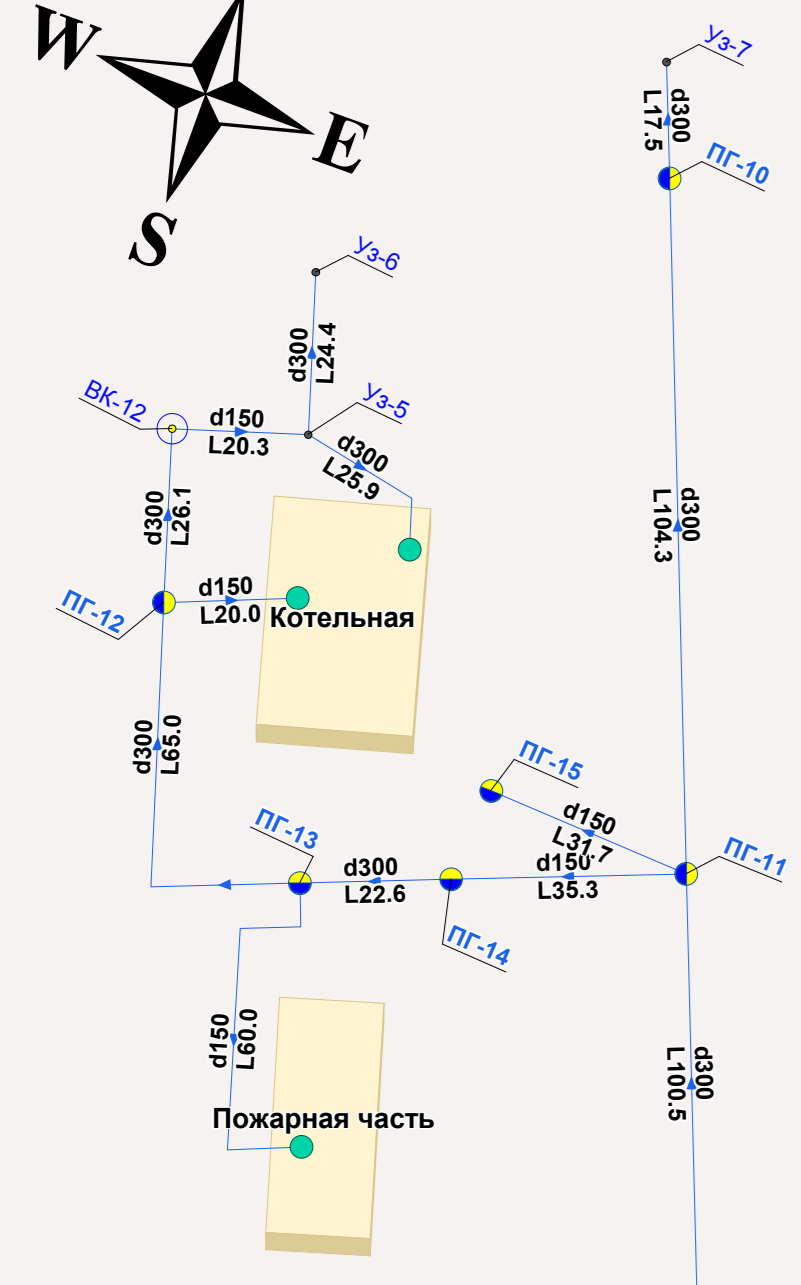 W
E
S
Уз-7
d300
L17.5
ПГ-10
Уз-6
d300
L24.4
ВК-12
d150
L20.3
Уз-5
d300
L25.9
d300
L26.1
d300
L104.3
ПГ-12
d150
L20.0
Котельная
d300
L65.0
ПГ-15
d150
L31.7
ПГ-13
d300
L22.6
d150
L35.3
ПГ-11
ПГ-14
d150
L60.0
d300
L100.5
Пожарная часть